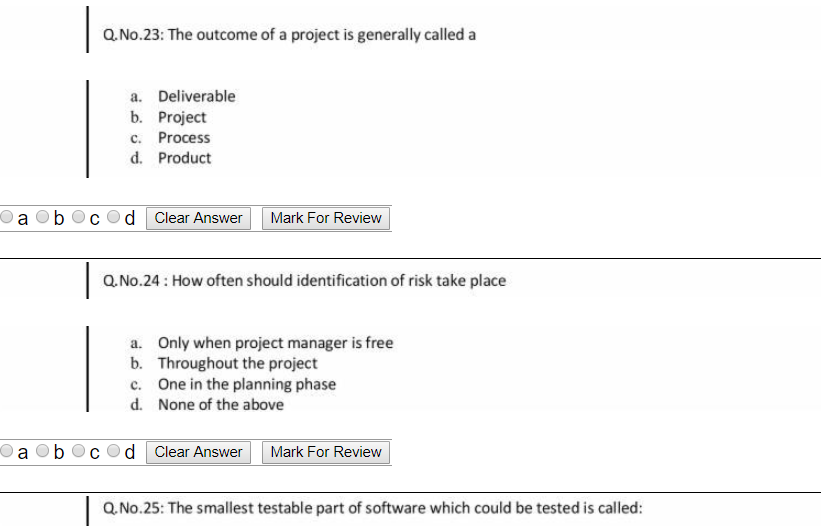 Q.No.23: The outcome of a project is generally called a
a. Deliverable
b. Project
c. Process
d. Product
a b c d Clear Answer Mark For Review
Q.No.24 : How often should identification of risk take place
a. Only when project manager is free
b. Throughout the project
c. One in the planning phase
d. None of the above
a b c d Clear Answer Mark For Review
Q.No.25: The smallest testable part of software which could be tested is called: